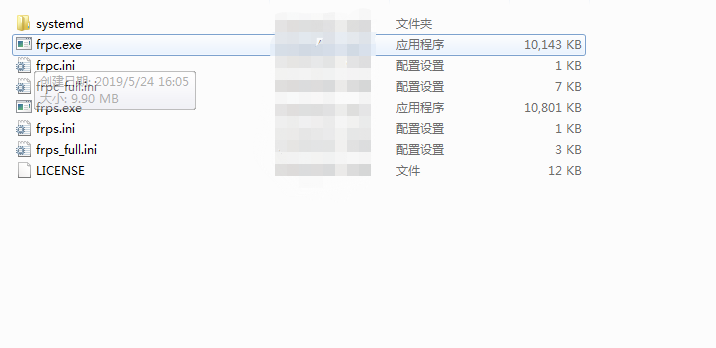 systemd 文件夹
frpc.exe 应用程序 10,143 KB
frpc.ini 配置设置 1 KB
frpc_full.ini 配置设置 7 KB
创建日期: 2019/5/24 16:05
大小: 9.90 MB
frps.exe 应用程序 10,801 KB
frps.ini 配置设置 1 KB
frps_full.ini 配置设置 3 KB
LICENSE 文件 12 KB